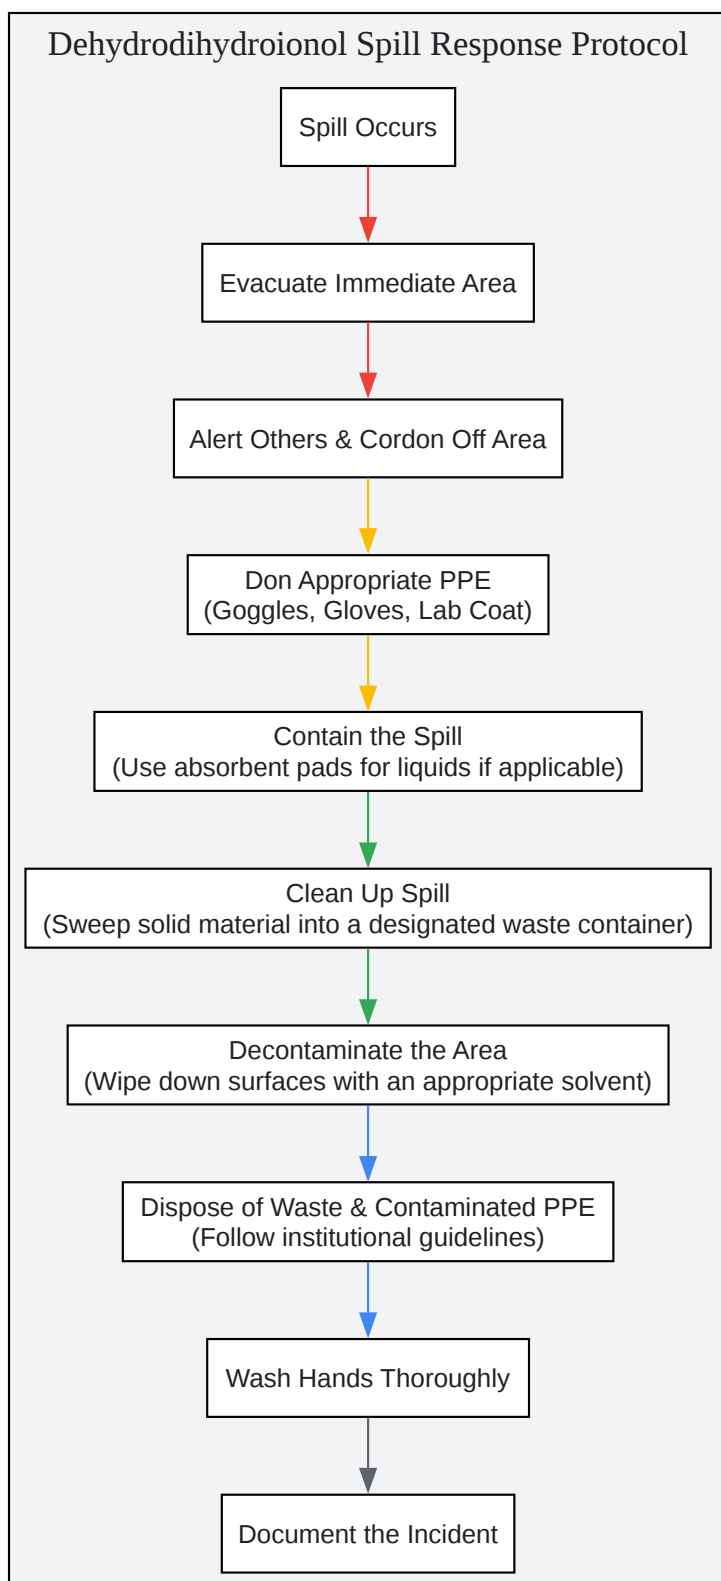 Dehydrodihydroionol Spill Response Protocol
Spill Occurs
Evacuate Immediate Area
Alert Others & Cordon Off Area
Don Appropriate PPE
(Goggles, Gloves, Lab Coat)
Contain the Spill
(Use absorbent pads for liquids if applicable)
Clean Up Spill
(Sweep solid material into a designated waste container)
Decontaminate the Area
(Wipe down surfaces with an appropriate solvent)
Dispose of Waste & Contaminated PPE
(Follow institutional guidelines)
Wash Hands Thoroughly
Document the Incident